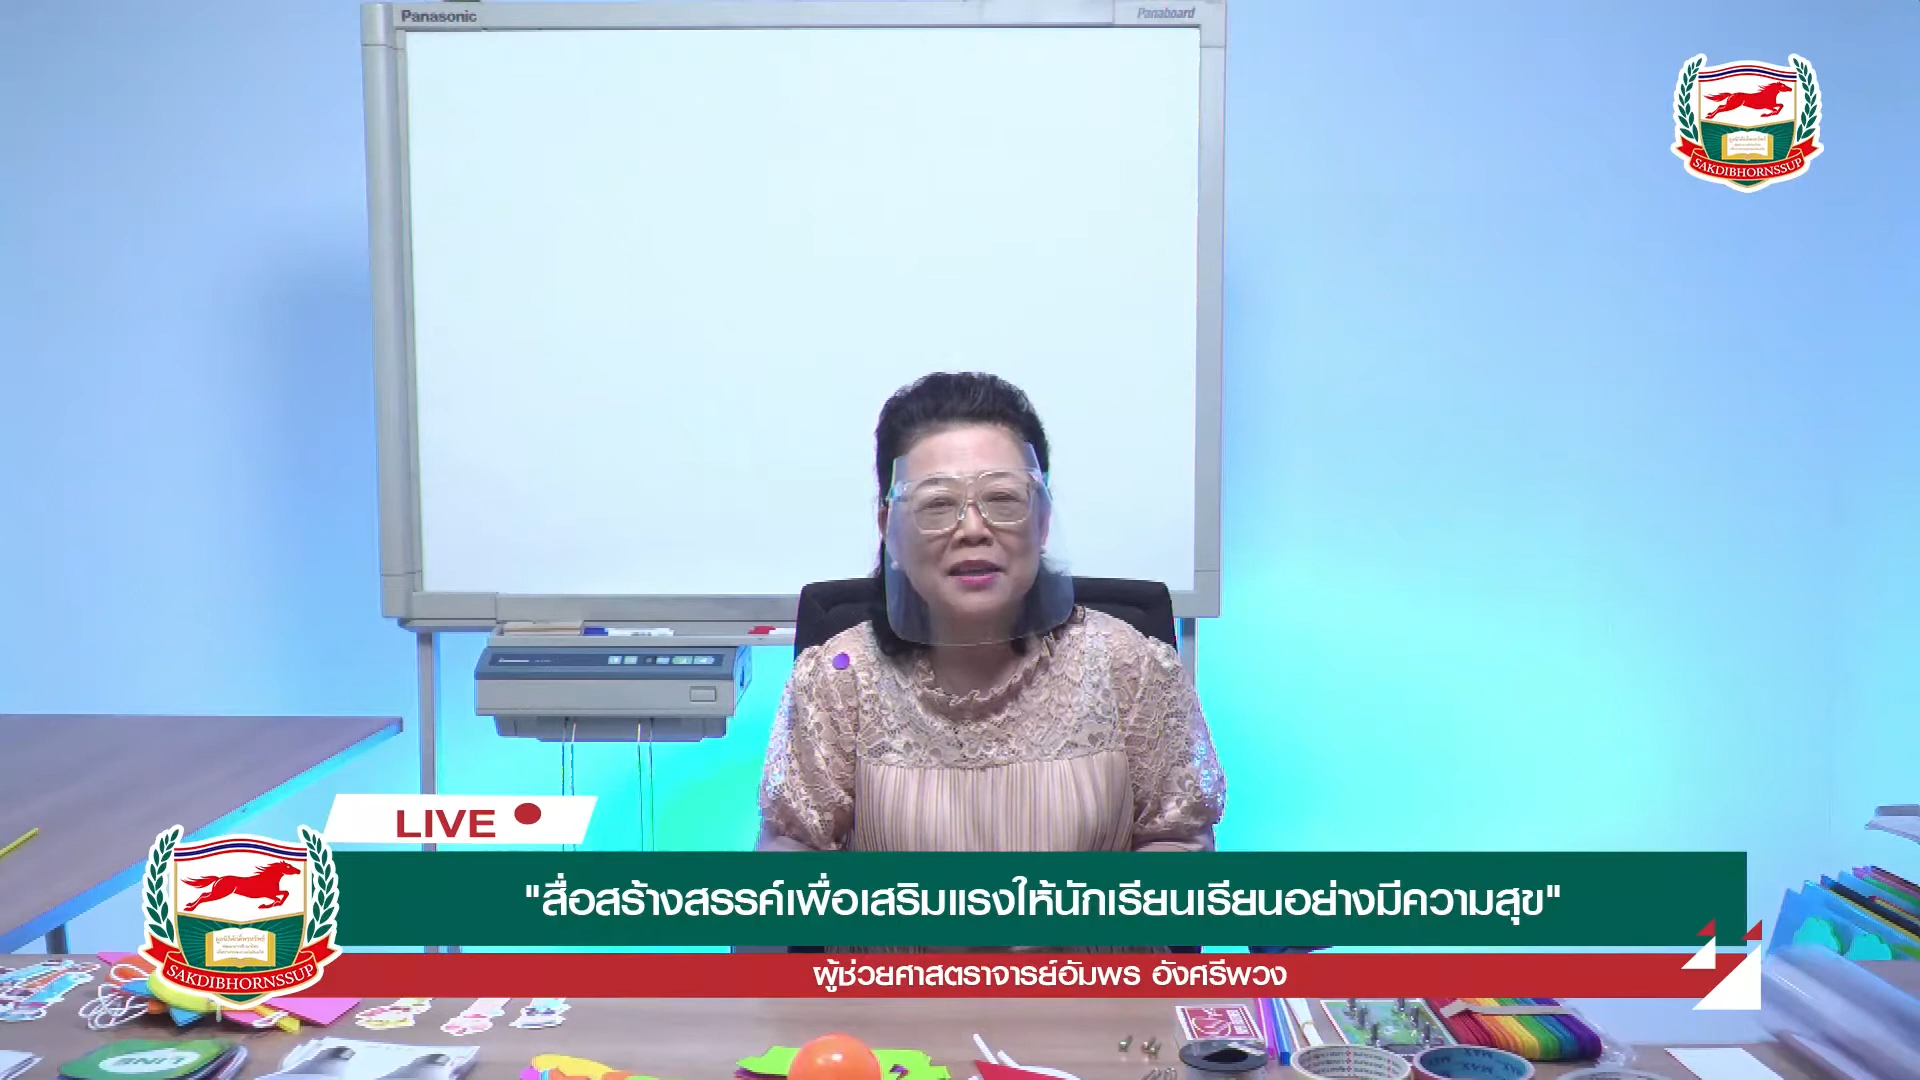 Panasonic
Panaboard
SAKDIBHORNSSUP
LIVE
"สื่อสร้างสรรค์เพื่อเสริมแรงให้นักเรียนเรียนอย่างมีความสุข"
ผู้ช่วยศาสตราจารย์อัมพร อังศรีพวง
SAKDIBHORNSSUP
LINE
MAX